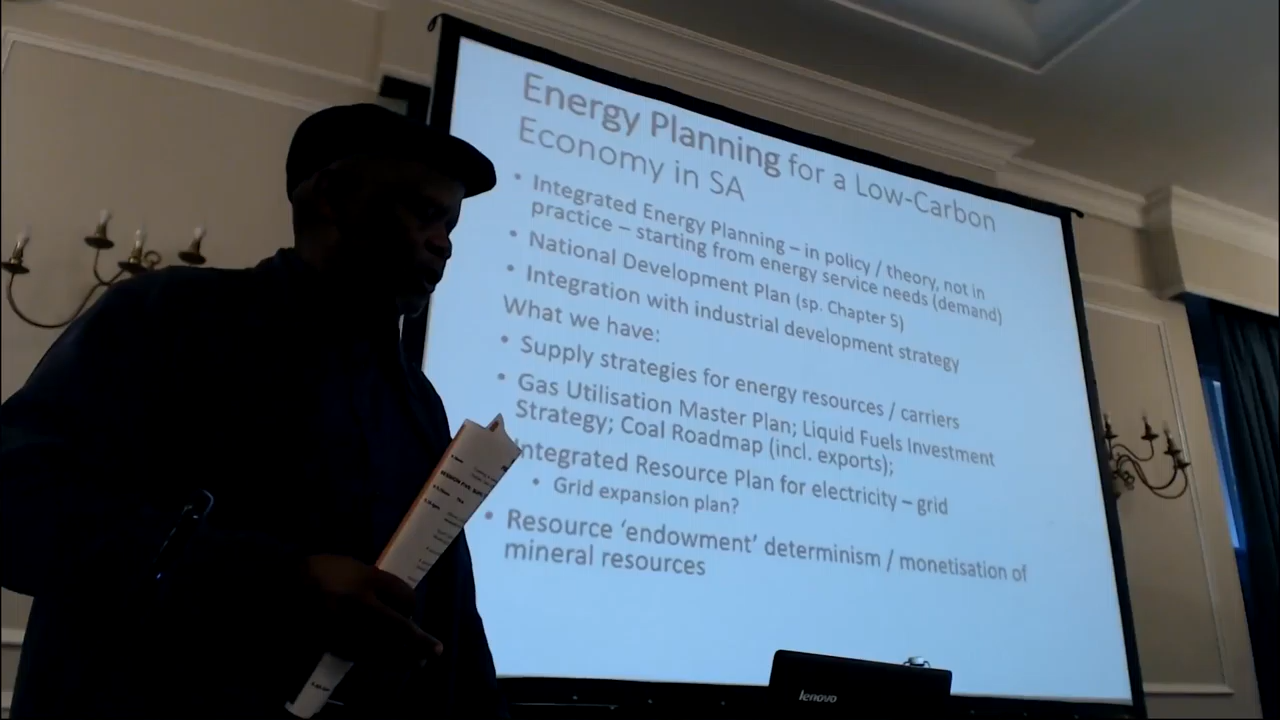 Energy Planning for a Low-Carbon
Economy in SA
• Integrated Energy Planning – in policy / theory, not in
practice – starting from energy service needs (demand)
• National Development Plan (sp. Chapter 5)
• Integration with industrial development strategy
What we have:
• Supply strategies for energy resources / carriers
• Gas Utilisation Master Plan; Liquid Fuels Investment
Strategy; Coal Roadmap (incl. exports);
Integrated Resource Plan for electricity – grid
• Grid expansion plan?
• Resource ‘endowment’ determinism / monetisation of
mineral resources
lenovo